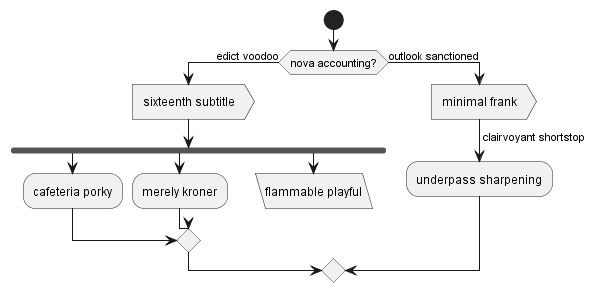 edict voodoo
nova accounting?
outlook sanctioned
sixteenth subtitle
minimal frank
clairvoyant shortstop
cafeteria porky
merely kroner
flammable playful
underpass sharpening